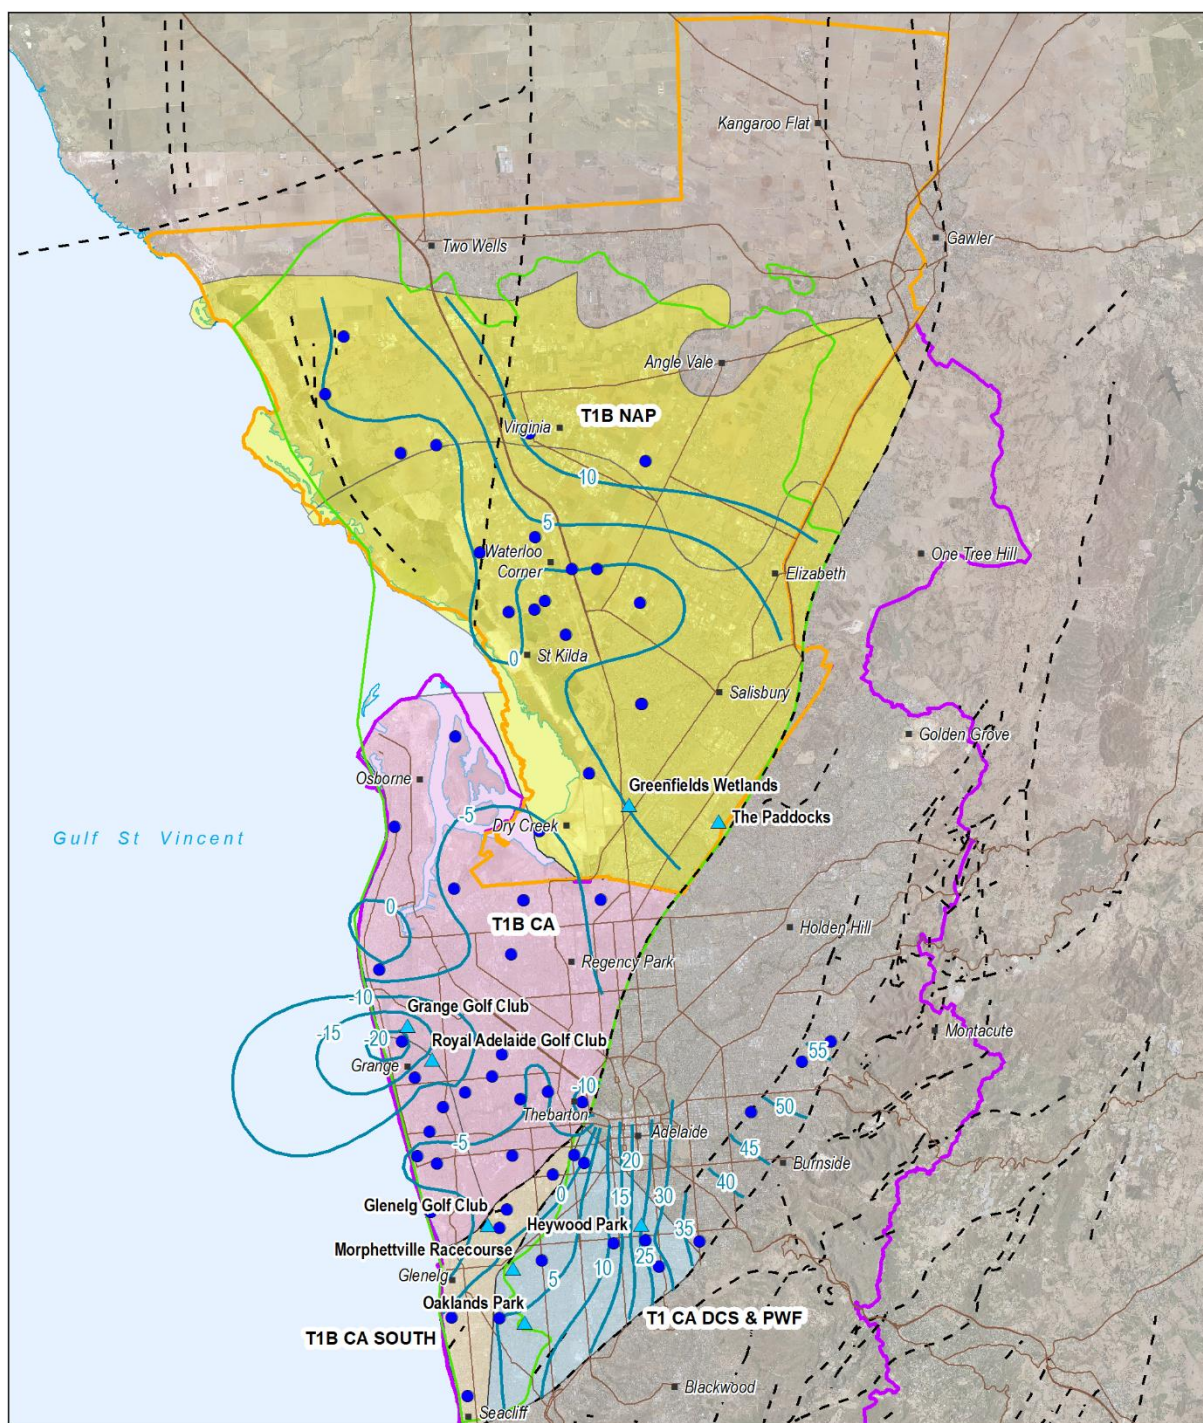 Kangaroo Flat
Gawler
Two Wells
Angle Vale
T1B NAP
Virginia
10
5
Waterloo
Corner
One Tree Hill
Elizabeth
0
St Kilda
Salisbury
Golden Grove
Osborne
Greenfields Wetlands
-5
The Paddocks
Dry Creek
Gulf St Vincent
0
T1B CA
Holden Hill
Regency Park
-10
Grange Golf Club
-15
-20
Royal Adelaide Golf Club
Montacute
55
Grange
-10
Thebarton
50
Adelaide
-5
45
20
Burnside
40
0
15
30
Glenelg Golf Club
Heywood Park
35
Morphettville Racecourse
25
Glenelg
5
10
Oaklands Park
T1 CA DCS & PWF
T1B CA SOUTH
Blackwood
Seacliff